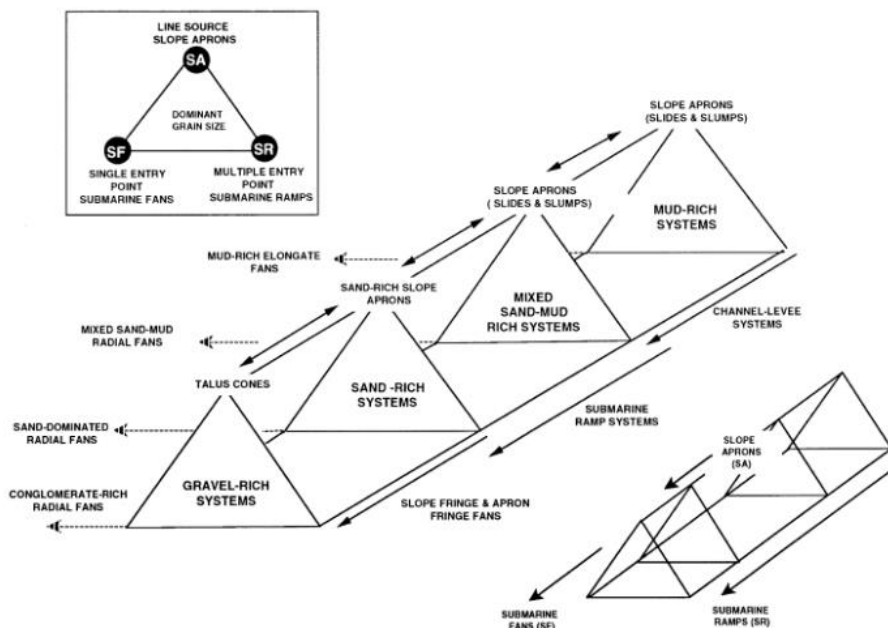 LINE SOURCE
SLOPE APRONS
SA
DOMINANT
GRAIN SIZE
SF
SR
SINGLE ENTRY
POINT
SUBMARINE FANS
MULTIPLE ENTRY
POINT
SUBMARINE RAMPS
SLOPE APRONS
(SLIDES & SLUMPS)
MUD-RICH
SYSTEMS
SLOPE APRONS
( SLIDES & SLUMPS)
MUD-RICH ELONGATE
FANS
MIXED
SAND-MUD
RICH SYSTEMS
CHANNEL-LEVEE
SYSTEMS
SAND-RICH SLOPE
APRONS
MIXED SAND-MUD
RADIAL FANS
SAND -RICH
SYSTEMS
SUBMARINE
RAMP SYSTEMS
TALUS CONES
SAND-DOMINATED
RADIAL FANS
GRAVEL-RICH
SYSTEMS
CONGLOMERATE-RICH
RADIAL FANS
SLOPE FRINGE & APRON
FRINGE FANS
SLOPE
APRONS
(SA)
SUBMARINE
FANS (SF)
SUBMARINE
RAMPS (SR)